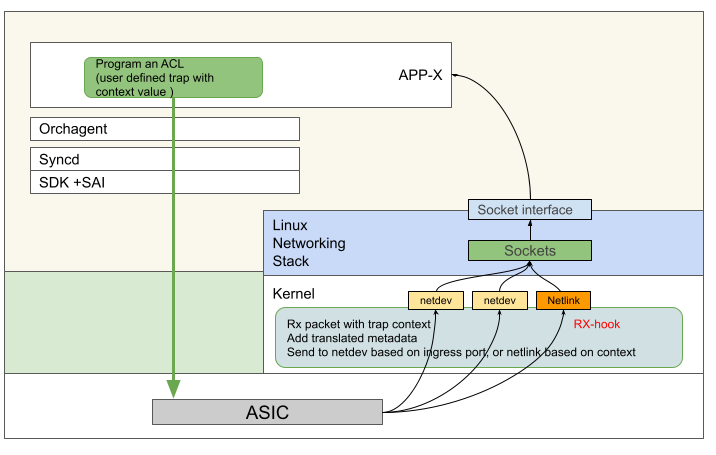 Program an ACL
(user defined trap with
context value )
APP-X
Orchagent
Syncd
SDK +SAI
Socket interface
Linux
Networking
Stack
Sockets
Kernel
netdev
netdev
Netlink
Rx packet with trap context
RX-hook
Add translated metadata
Send to netdev based on ingress port, or netlink based on context
ASIC